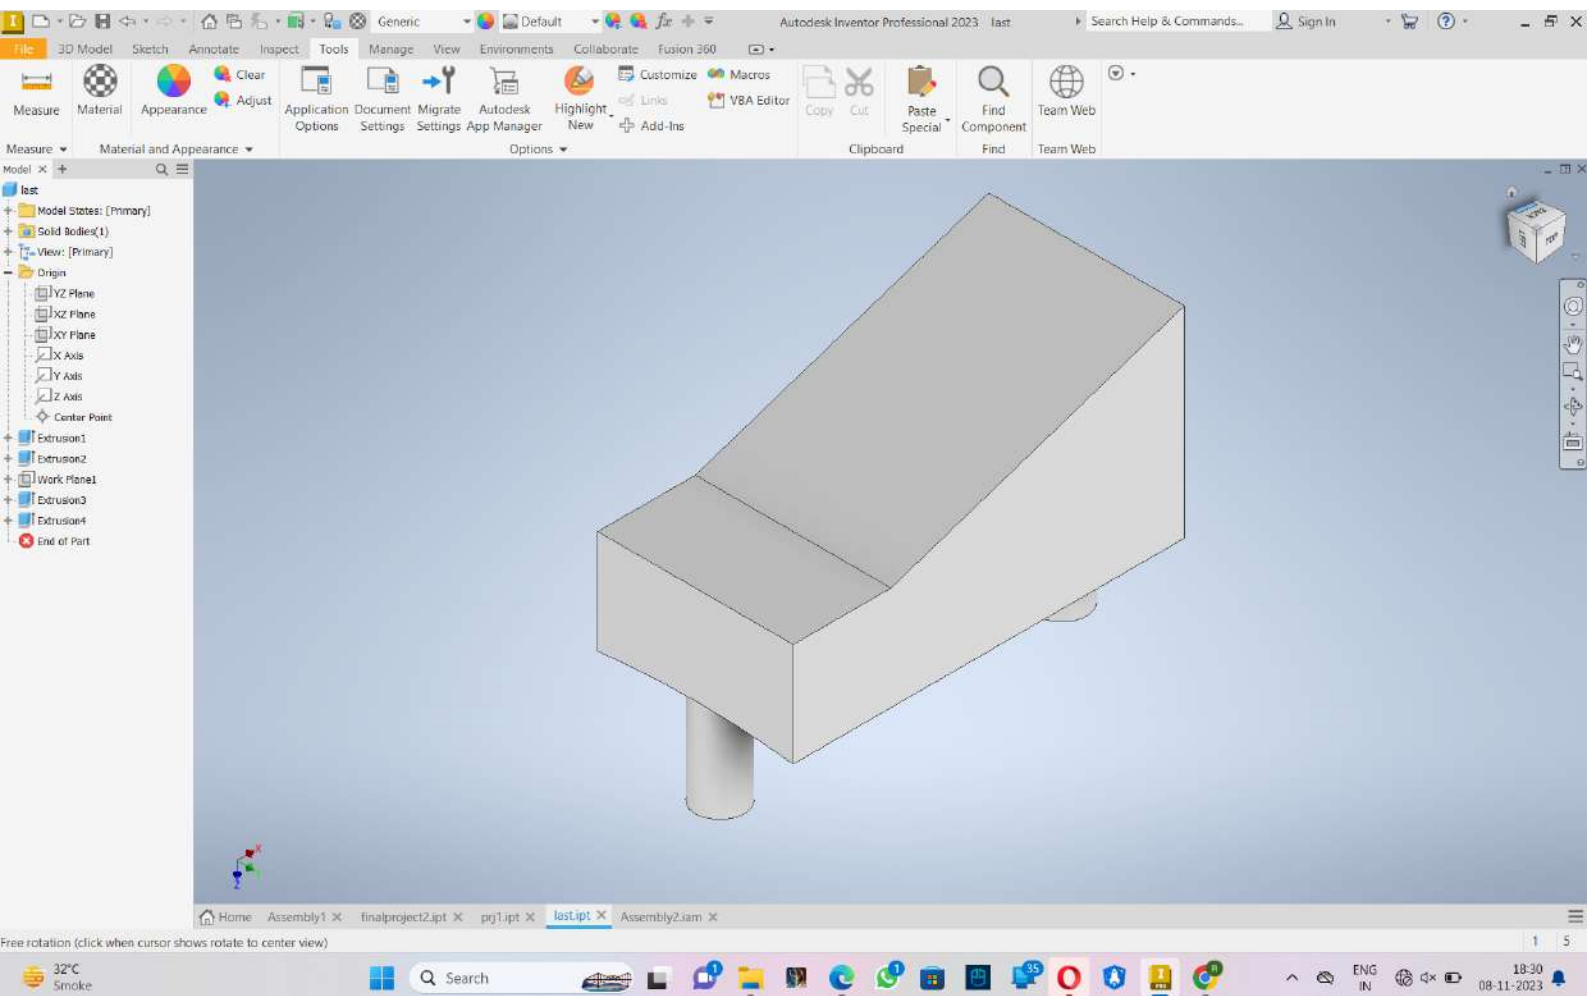 Generic
Default
fx
Autodesk Inventor Professional 2023 last
Search Help & Commands...
Sign In
File 3D Model Sketch Annotate Inspect Tools Manage View Environments Collaborate Fusion 360
Measure
Material
Appearance
Clear
Adjust
Application Options
Document Settings
Migrate Settings
Autodesk App Manager
Highlight New
Customize
Links
Add-Ins
Macros
VBA Editor
Copy
Cut
Paste Special
Find Component
Team Web
Measure
Material and Appearance
Options
Clipboard
Find
Team Web
Model
last
Model States: [Primary]
Solid Bodies(1)
View: [Primary]
Origin
YZ Plane
XZ Plane
XY Plane
X Axis
Y Axis
Z Axis
Center Point
Extrusion1
Extrusion2
Work Plane1
Extrusion3
Extrusion4
End of Part
X
Z
Home Assembly1 finalproject2.ipt prj1.ipt last.ipt Assembly2.iam
Free rotation (click when cursor shows rotate to center view)
1 5
32°C
Smoke
Search
1
1
35
ENG
IN
18:30
08-11-2023